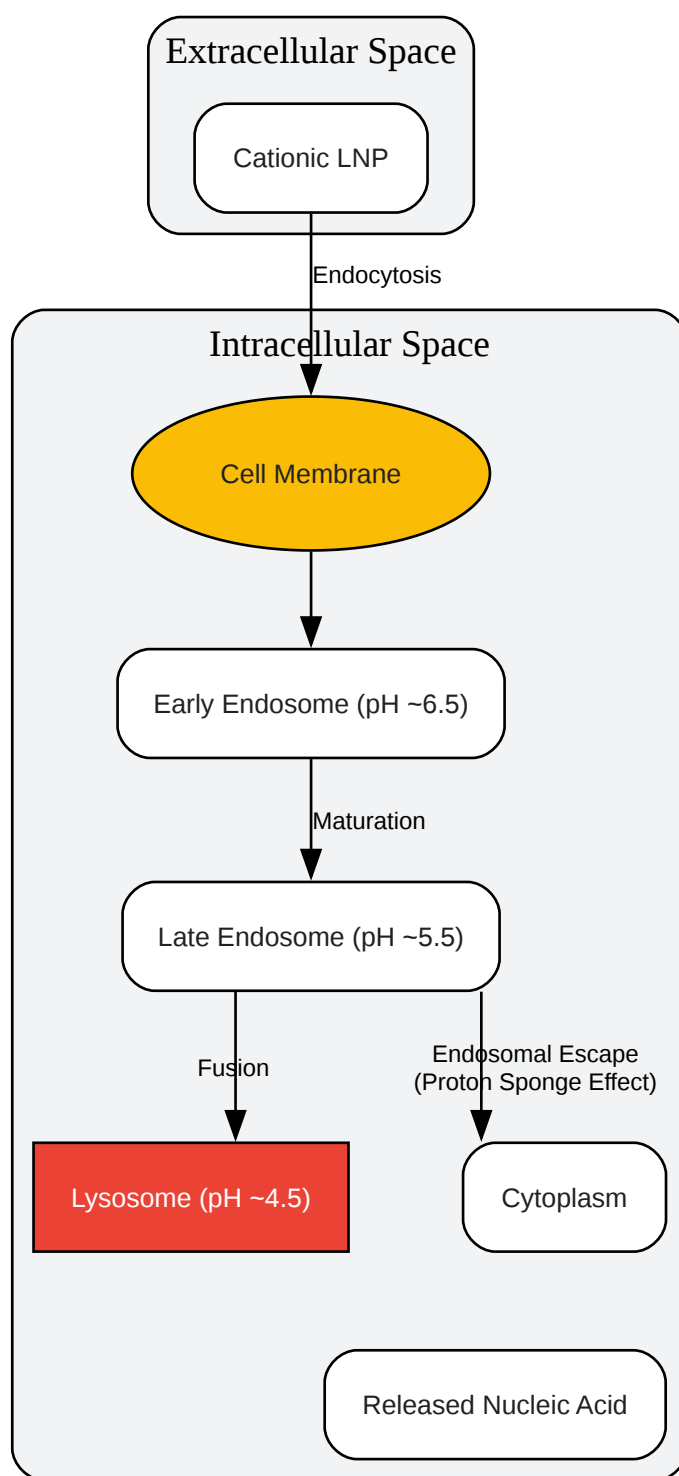 Extracellular Space
Cationic LNP
Endocytosis
Intracellular Space
Cell Membrane
Early Endosome (pH ~6.5)
Maturation
Late Endosome (pH ~5.5)
Fusion
Endosomal Escape
(Proton Sponge Effect)
Lysosome (pH ~4.5)
Cytoplasm
Released Nucleic Acid